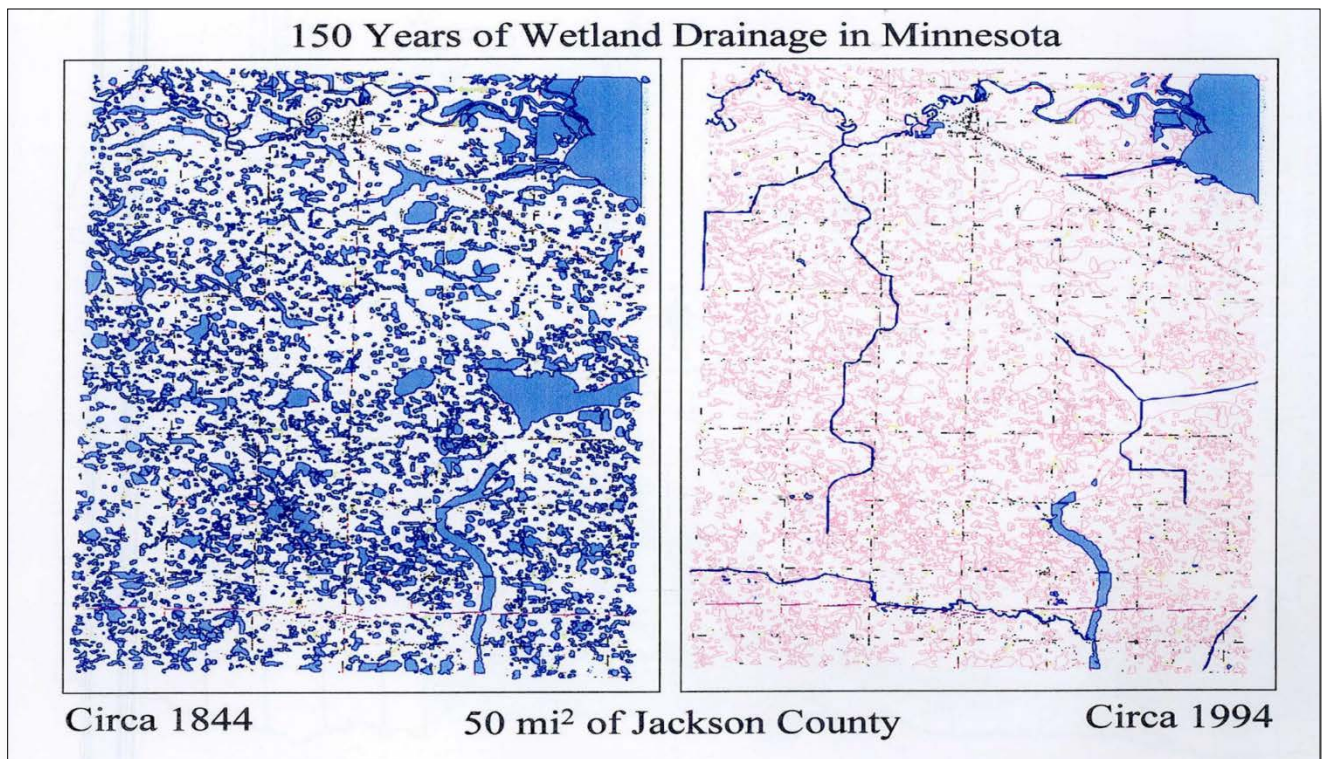 150 Years of Wetland Drainage in Minnesota
Circa 1844
50 mi² of Jackson County
Circa 1994